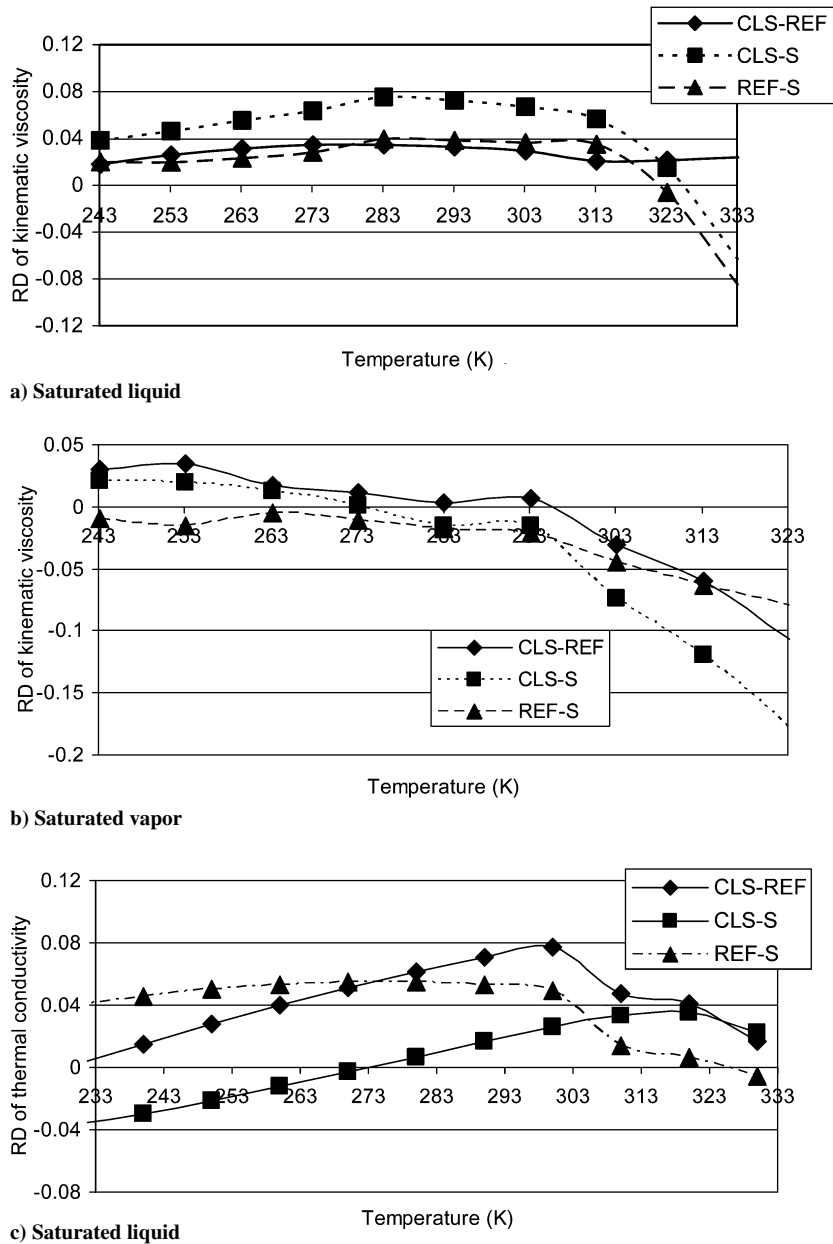 CLS-REF
CLS-S
REF-S
0.12
0.08
0.04
0
-0.04
-0.08
-0.12
RD of kinematic viscosity
243 253 263 273 283 293 303 313 323 333
Temperature (K)
a) Saturated liquid
0.05
0
-0.05
-0.1
-0.15
-0.2
RD of kinematic viscosity
243 253 263 273 283 293 303 313 323
CLS-REF
CLS-S
REF-S
Temperature (K)
b) Saturated vapor
CLS-REF
CLS-S
REF-S
0.12
0.08
0.04
0
-0.04
-0.08
RD of thermal conductivity
233 243 253 263 273 283 293 303 313 323 333
Temperature (K)
c) Saturated liquid